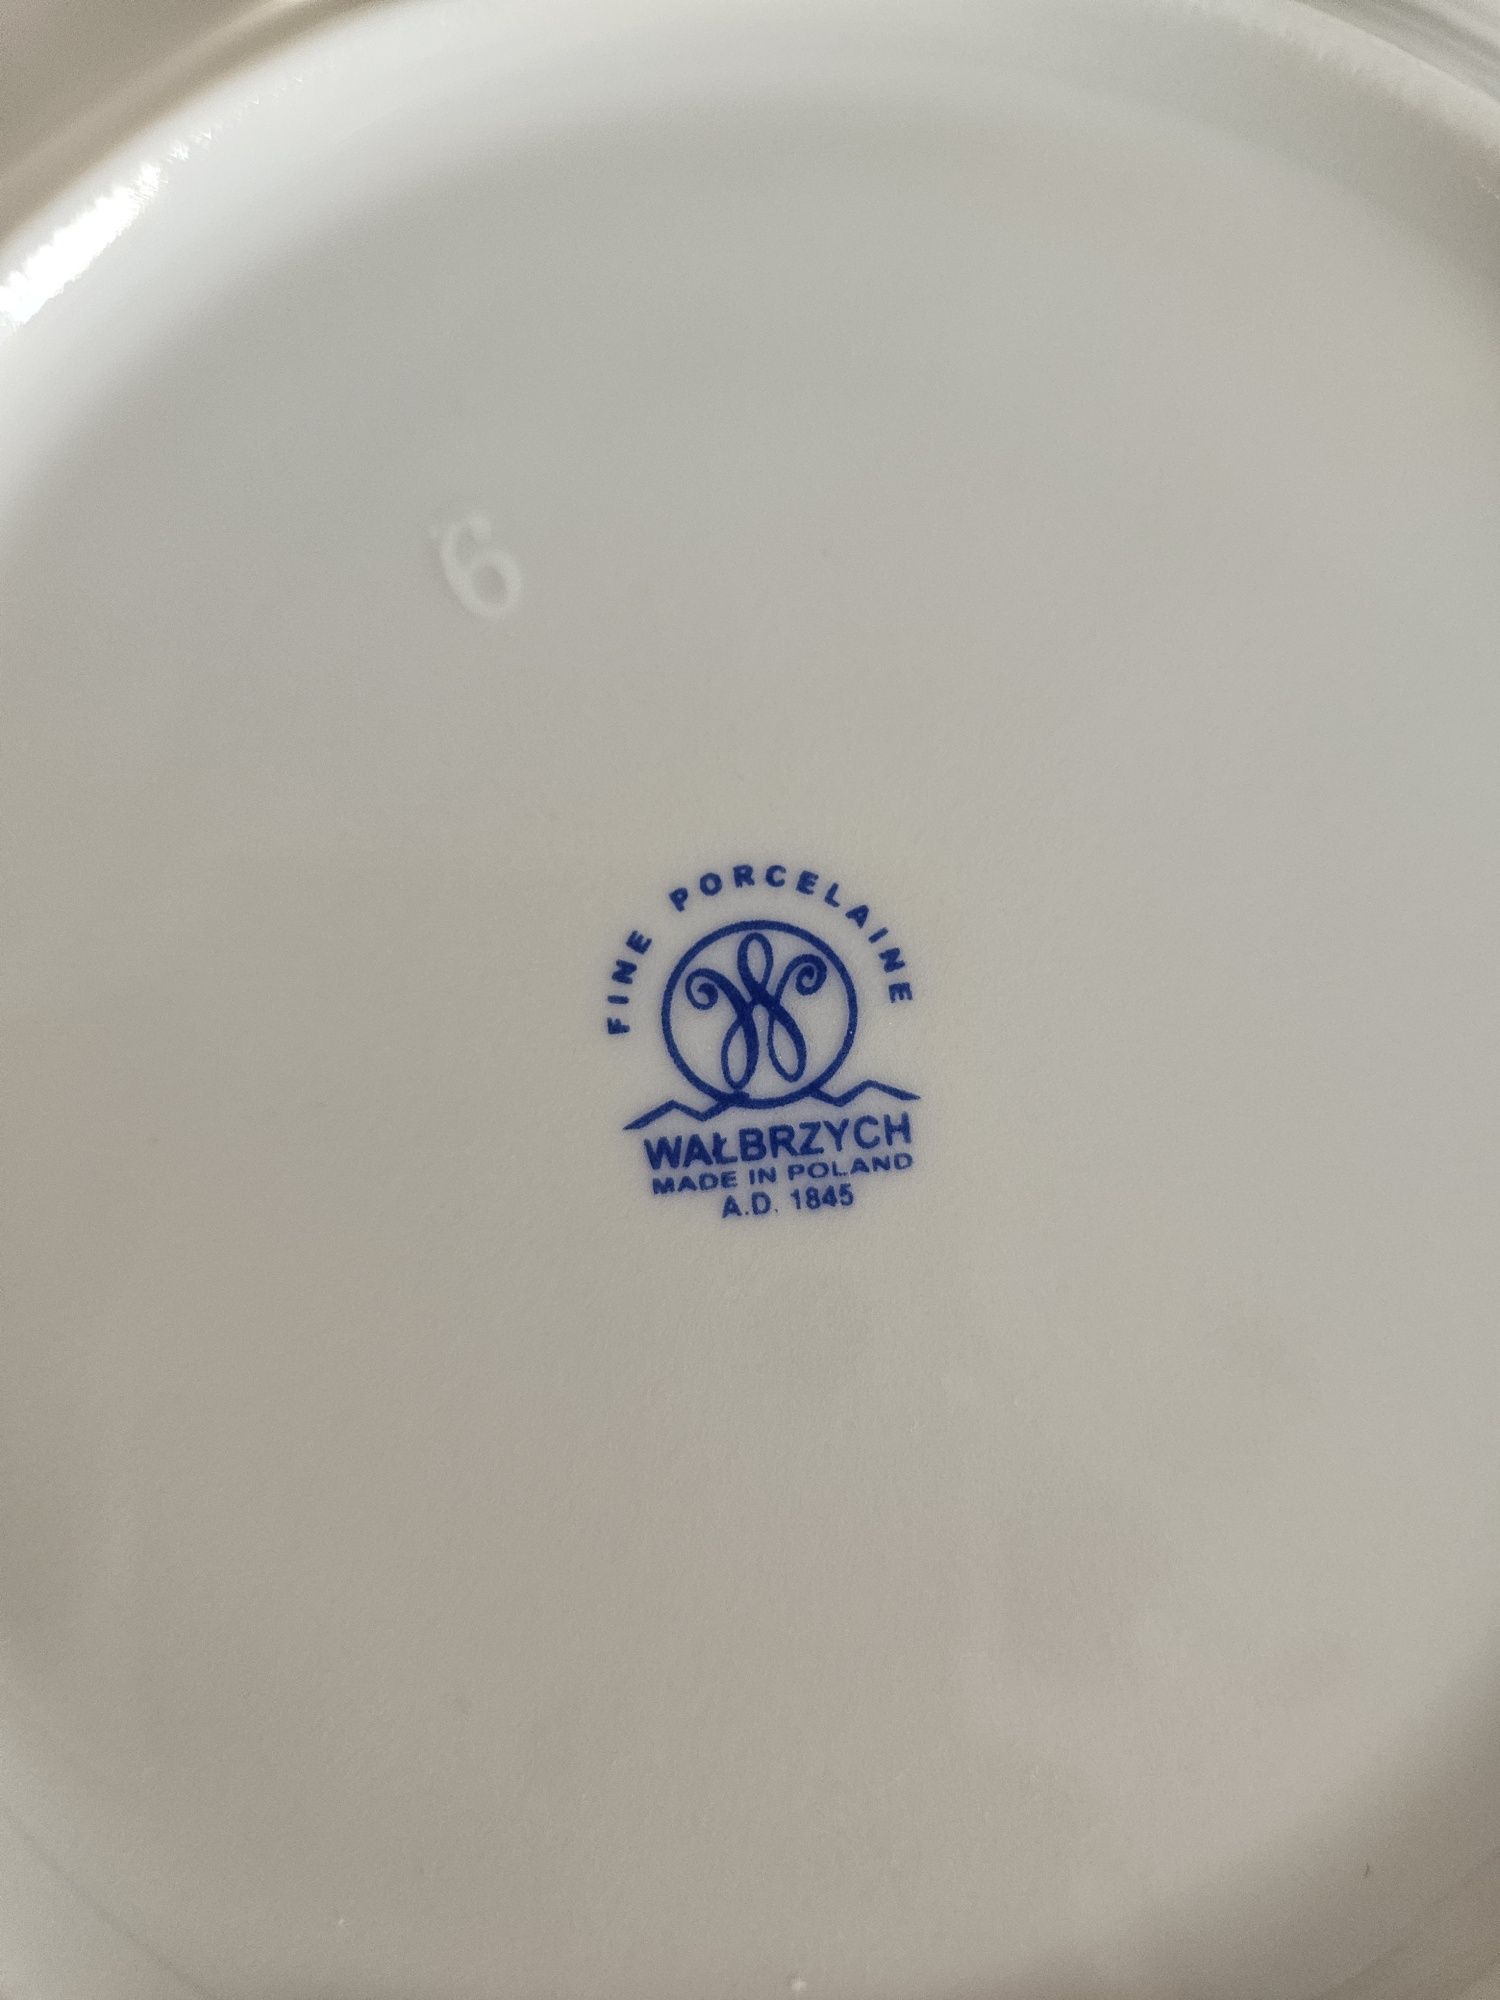 6
FINE PORCELAINE
W
WAŁBRZYCH
MADE IN POLAND
A.D. 1845